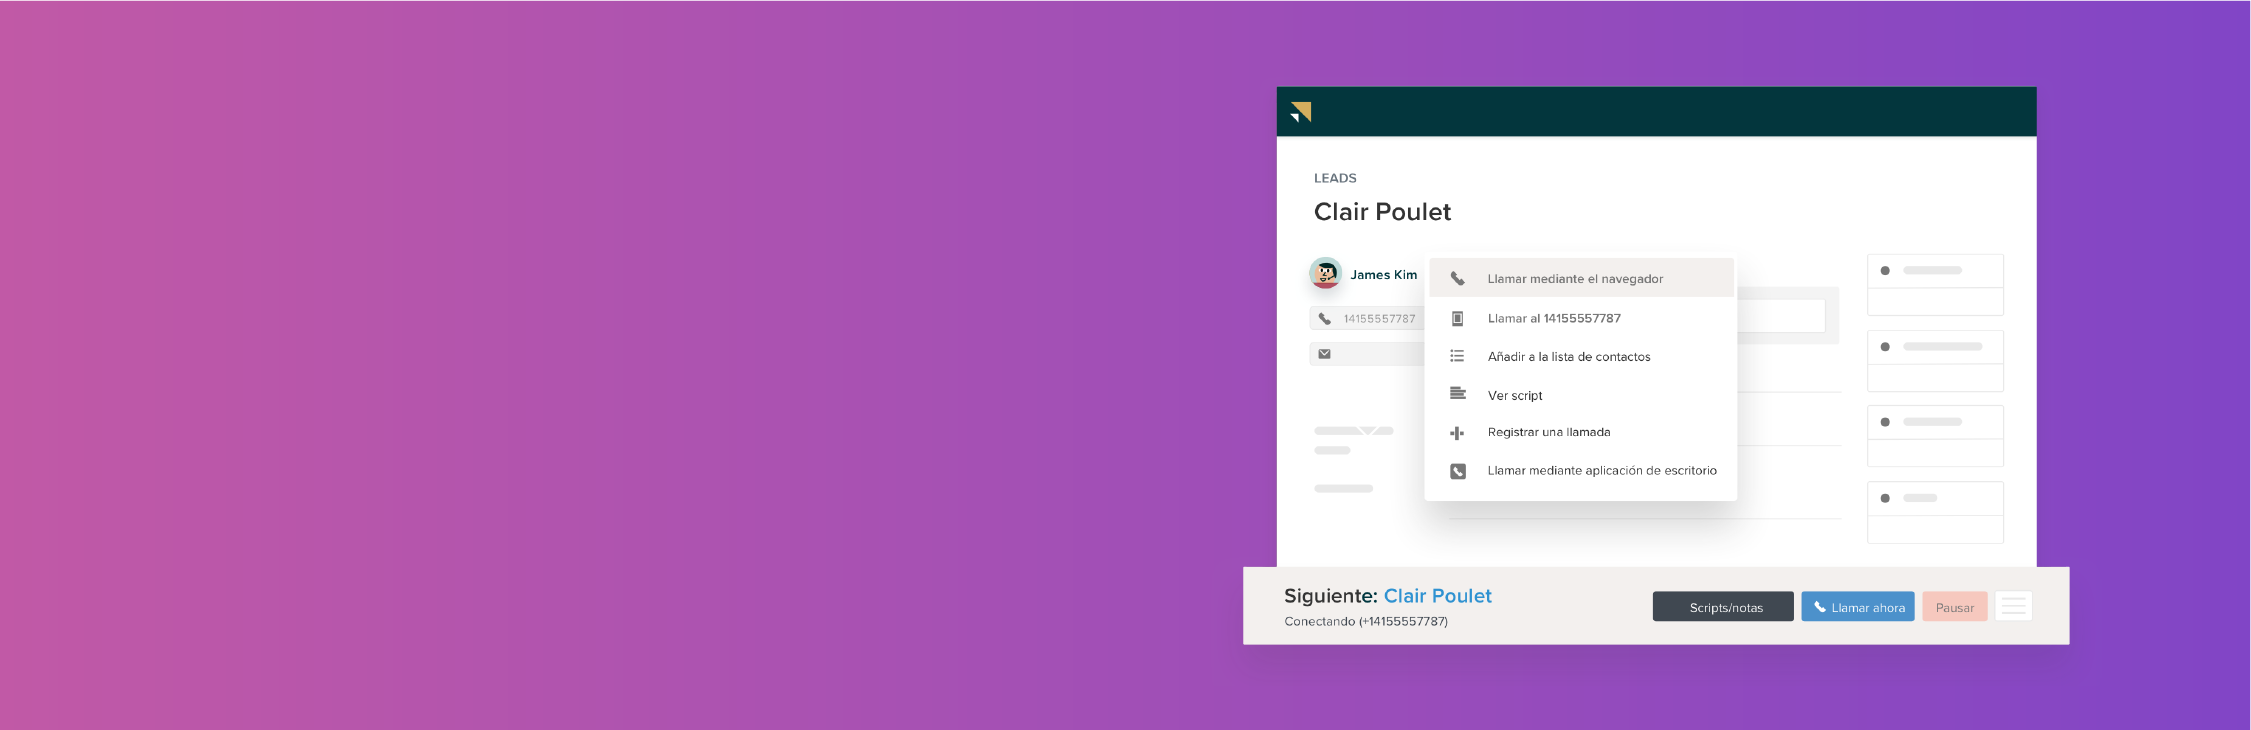 LEADS
Clair Poulet
James Kim
14155557787
Llamar mediante el navegador
Llamar al 14155557787
Añadir a la lista de contactos
Ver script
Registrar una llamada
Llamar mediante aplicación de escritorio
Siguiente: Clair Poulet
Conectando (+14155557787)
Scripts/notas
Llamar ahora
Pausar